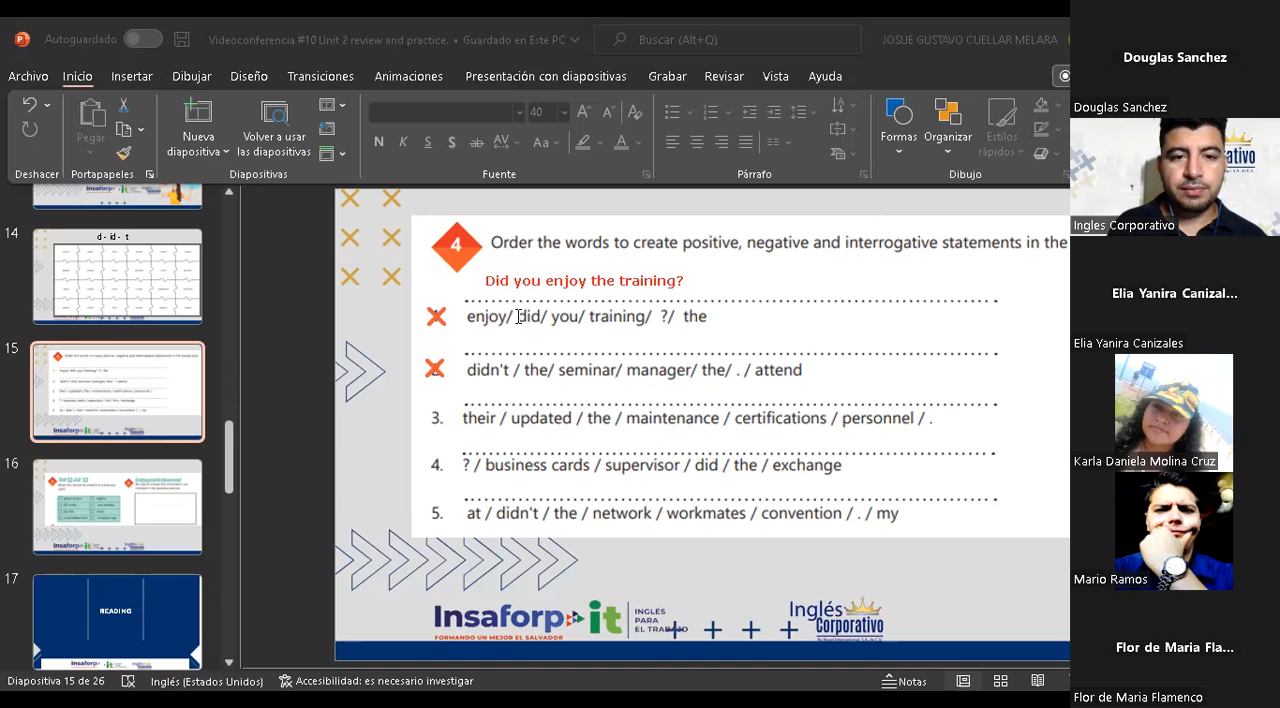 Autoguardado
Videoconferencia #10 Unit 2 review and practice. • Guardado en Este PC
Buscar (Alt+Q)
JOSUE GUSTAVO CUELLAR MELARA
Archivo Inicio Insertar Dibujar Diseño Transiciones Animaciones Presentación con diapositivas Grabar Revisar Vista Ayuda
Pegar
Nueva diapositiva
Volver a usar las diapositivas
40
N K S ab AV Aa A
Formas
Organizar
Estilos rápidos
Deshacer Portapapeles Diapositivas Fuente Párrafo Dibujo
14
d - id - t
15
16
17
READING
4
Order the words to create positive, negative and interrogative statements in the
Did you enjoy the training?
enjoy/ did/ you/ training/ ?/ the
didn't / the/ seminar/ manager/ the/ . / attend
3. their / updated / the / maintenance / certifications / personnel / .
4. ? / business cards / supervisor / did / the / exchange
5. at / didn't / the / network / workmates / convention / . / my
Insaforp it
FORMANDO UN MEJOR EL SALVADOR
INGLÉS
PARA
EL TRABAJO
Inglés
Corporativo
Diapositiva 15 de 26
Inglés (Estados Unidos)
Accesibilidad: es necesario investigar
Notas
Douglas Sanchez
Douglas Sanchez
Ingles Corporativo
Elia Yanira Canizal...
Elia Yanira Canizales
Karla Daniela Molina Cruz
Mario Ramos
Flor de Maria Fla...
Flor de Maria Flamenco